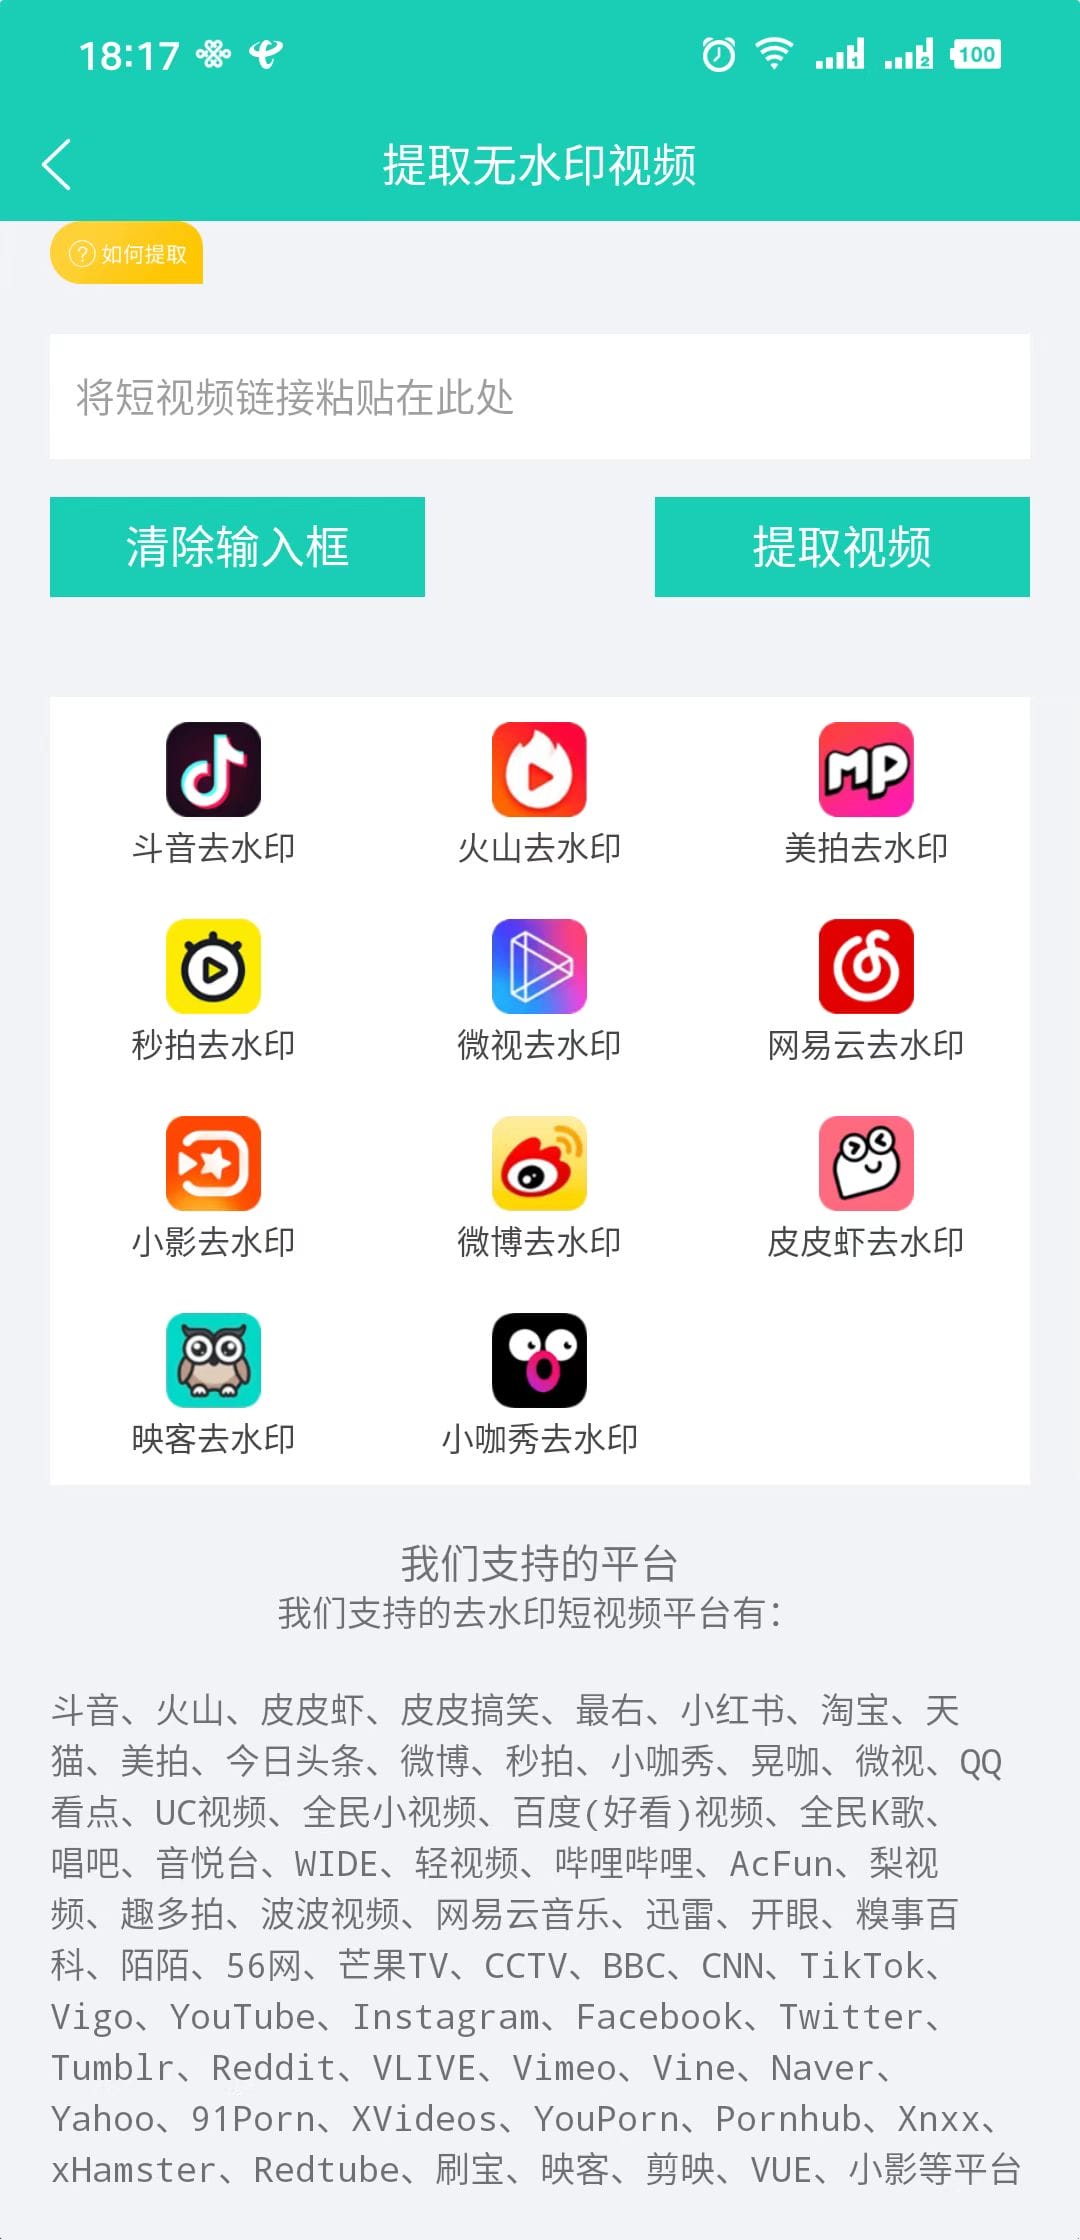 18:17
1
2
100
提取无水印视频
? 如何提取
将短视频链接粘贴在此处
清除输入框
提取视频
MP
斗音去水印
火山去水印
美拍去水印
秒拍去水印
微视去水印
网易云去水印
小影去水印
微博去水印
皮皮虾去水印
映客去水印
小咖秀去水印
我们支持的平台
我们支持的去水印短视频平台有：
斗音、火山、皮皮虾、皮皮搞笑、最右、小红书、淘宝、天
猫、美拍、今日头条、微博、秒拍、小咖秀、晃咖、微视、QQ
看点、UC视频、全民小视频、百度(好看)视频、全民K歌、
唱吧、音悦台、WIDE、轻视频、哔哩哔哩、AcFun、梨视
频、趣多拍、波波视频、网易云音乐、迅雷、开眼、糗事百
科、陌陌、56网、芒果TV、CCTV、BBC、CNN、TikTok、
Vigo、YouTube、Instagram、Facebook、Twitter、
Tumblr、Reddit、VLIVE、Vimeo、Vine、Naver、
Yahoo、91Porn、XVideos、YouPorn、Pornhub、Xnxx、
xHamster、Redtube、刷宝、映客、剪映、VUE、小影等平台